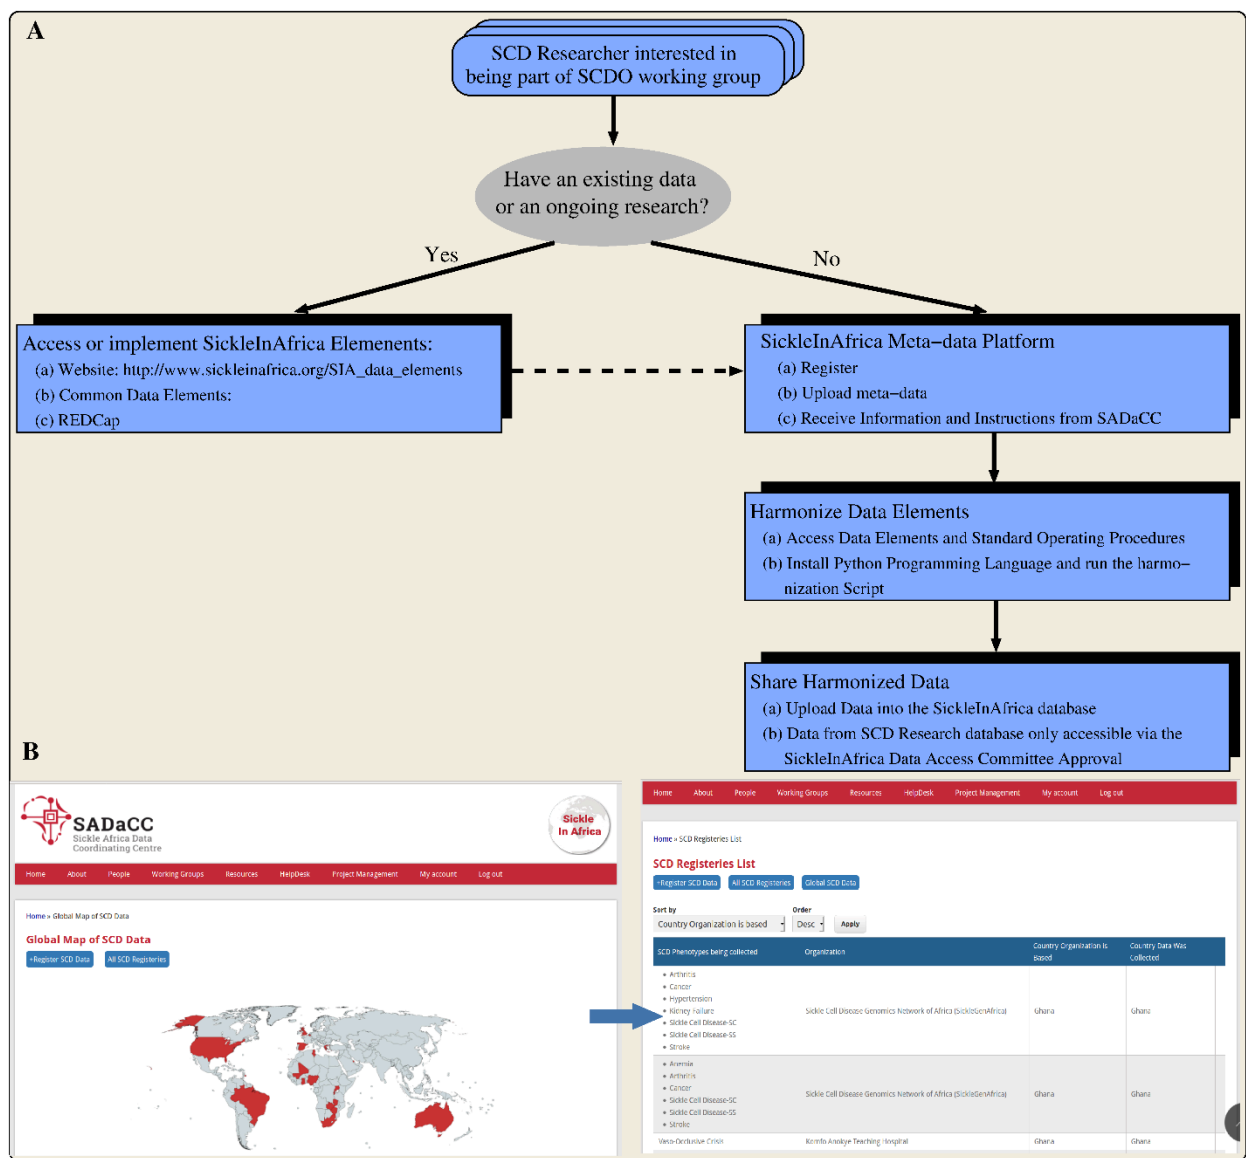 A
SCD Researcher interested in
being part of SCDO working group
Have an existing data
or an ongoing research?
Yes
No
Access or implement SickleInAfrica Elemenents:
(a) Website: http://www.sickleinafrica.org/SIA_data_elements
(b) Common Data Elements:
(c) REDCap
SickleInAfrica Meta-data Platform
(a) Register
(b) Upload meta-data
(c) Receive Information and Instructions from SADaCC
Harmonize Data Elements
(a) Access Data Elements and Standard Operating Procedures
(b) Install Python Programming Language and run the harmo-
nization Script
Share Harmonized Data
(a) Upload Data into the SickleInAfrica database
(b) Data from SCD Research database only accessible via the
SickleInAfrica Data Access Committee Approval
B
SADaCC
Sickle Africa Data
Coordinating Centre
Sickle
In Africa
Home About People Working Groups Resources HelpDesk Project Management My account Log out
Home » Global Map of SCD Data
Global Map of SCD Data
+Register SCD Data All SCD Registeries
Home About People Working Groups Resources HelpDesk Project Management My account Log out
Home » SCD Registeries List
SCD Registeries List
+Register SCD Data All SCD Registeries Global SCD Data
Sort by Order
Country Organization is based Desc Apply
SCD Phenotypes being collected Organization Country Organization is Based Country Data Was Collected
• Arthritis
• Cancer
• Hypertension
• Kidney Failure
• Sickle Cell Disease-SC
• Sickle Cell Disease-SS
• Stroke
Sickle Cell Disease Genomics Network of Africa (SickleGenAfrica) Ghana Ghana
• Anemia
• Arthritis
• Cancer
• Sickle Cell Disease-SC
• Sickle Cell Disease-SS
• Stroke
Sickle Cell Disease Genomics Network of Africa (SickleGenAfrica) Ghana Ghana
Vaso-Occlusive Crisis Komfo Anokye Teaching Hospital Ghana Ghana